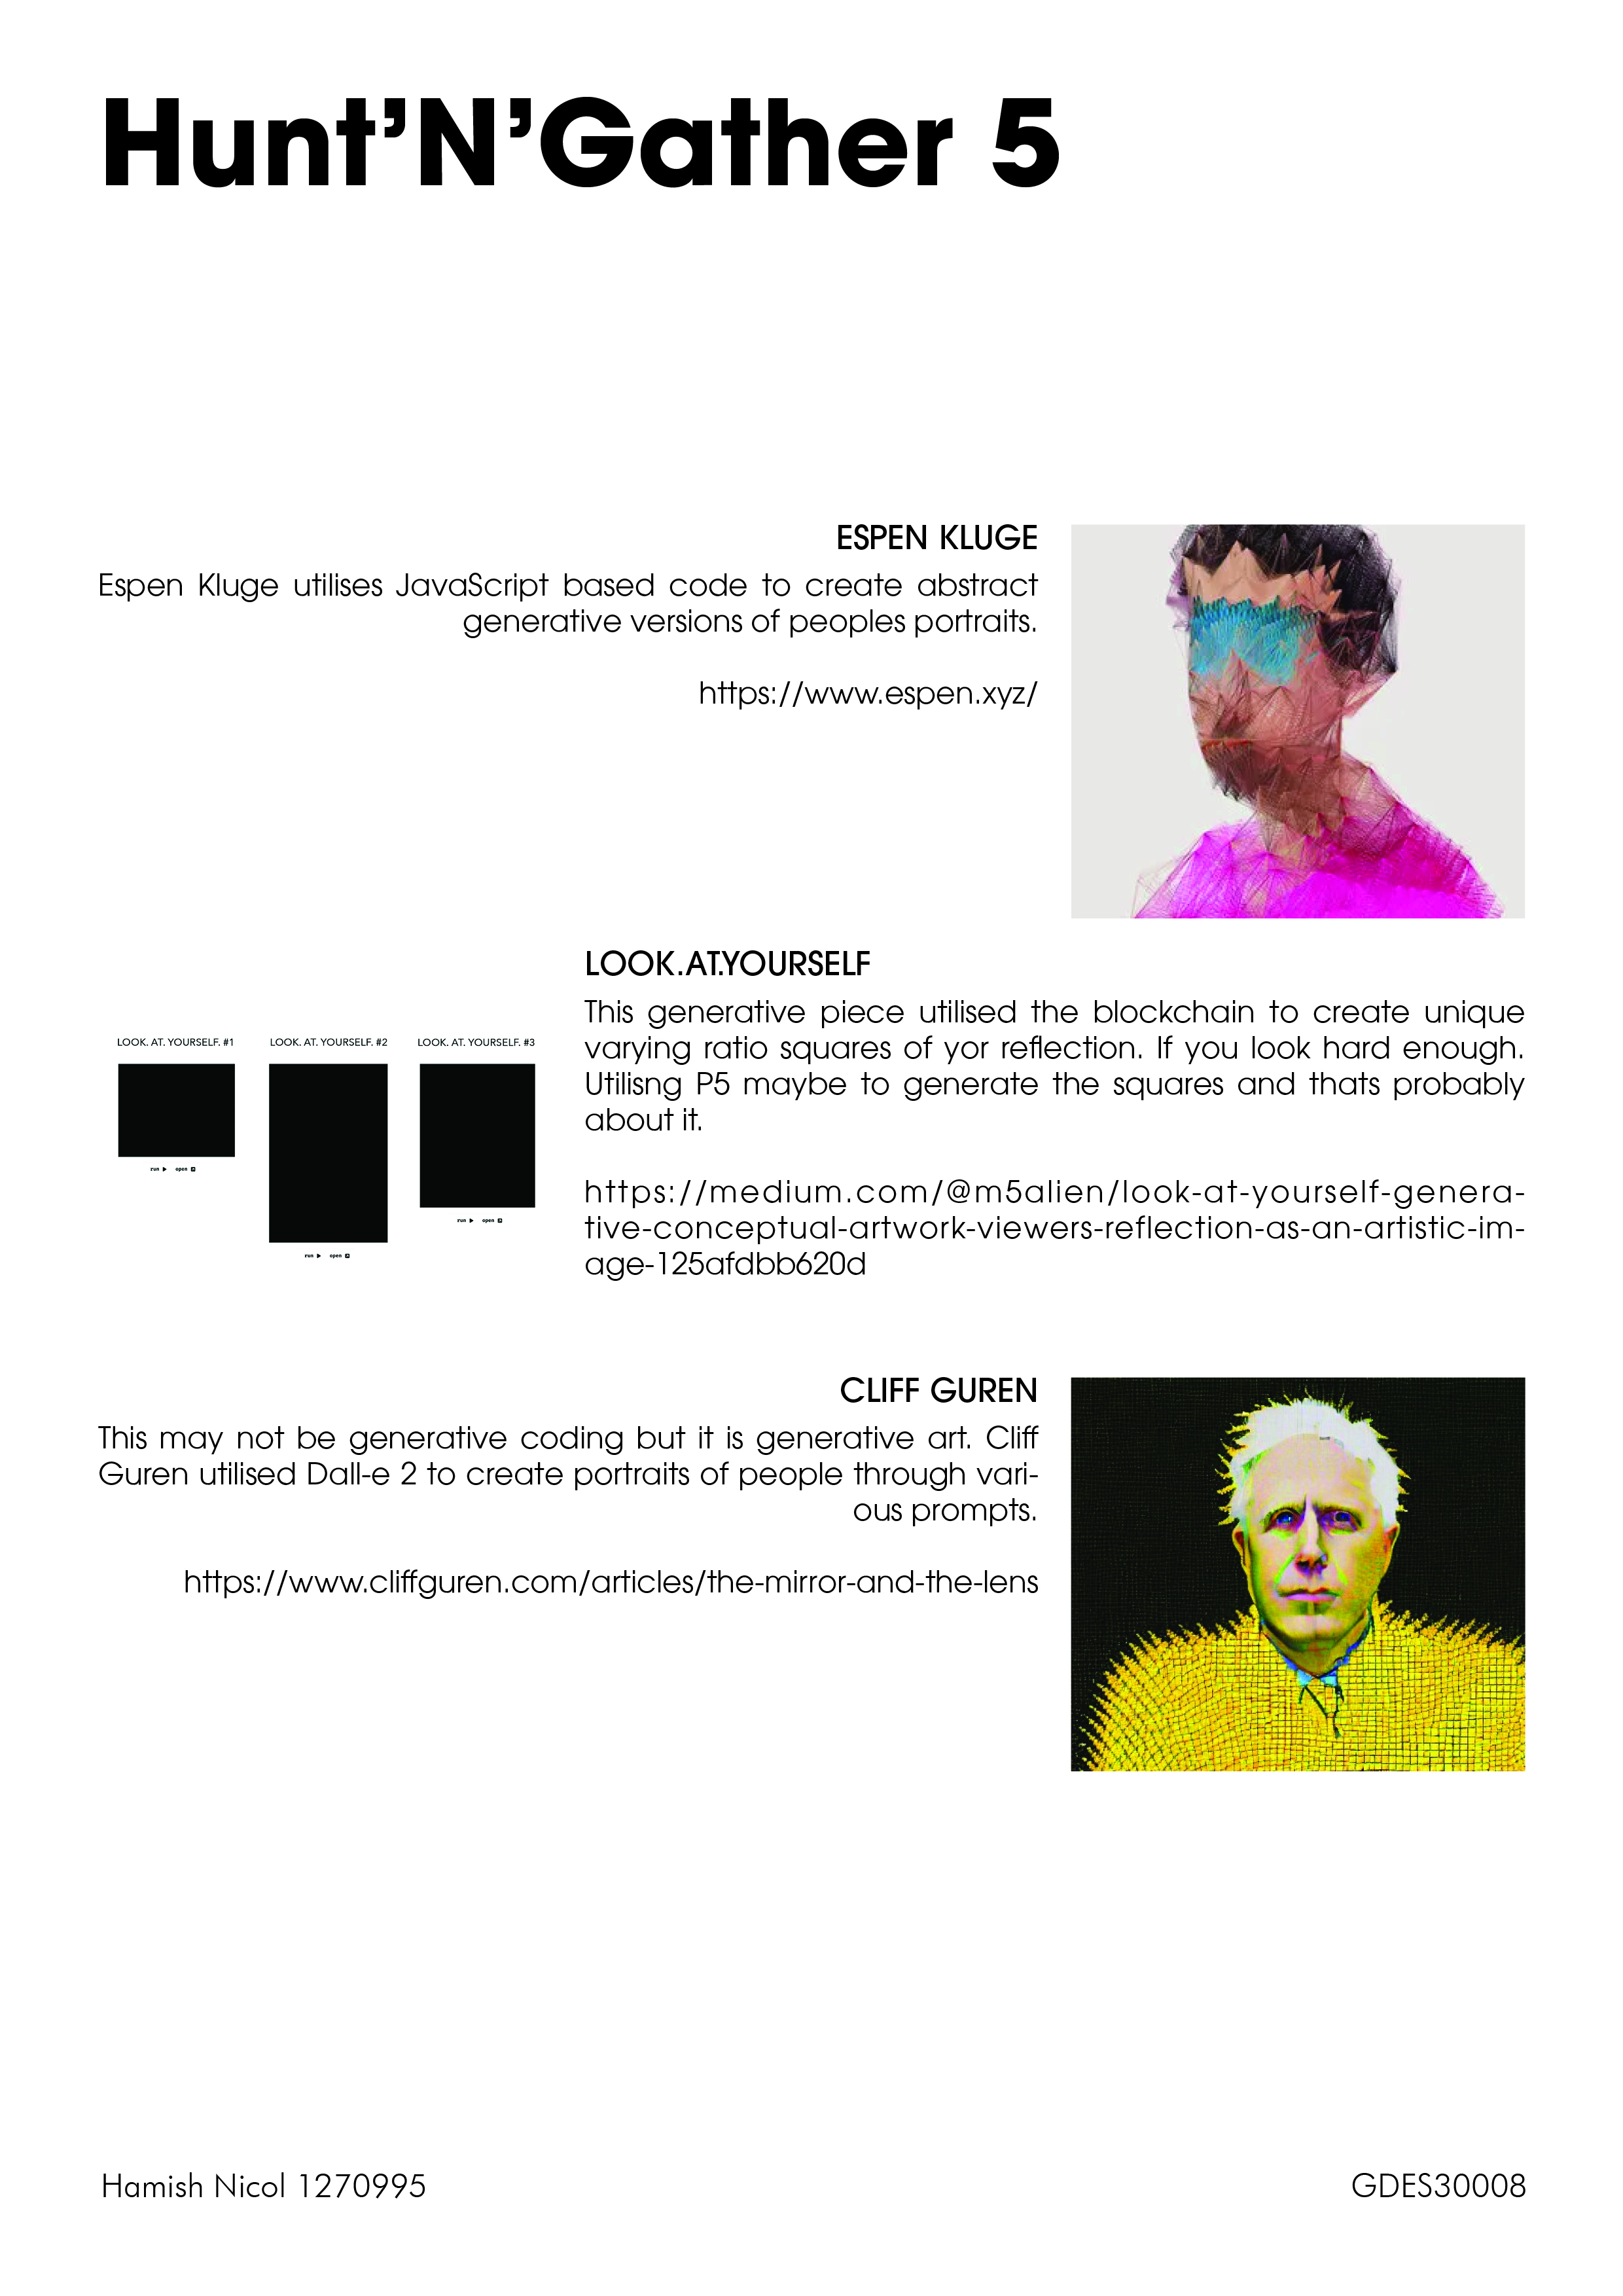 Hunt’N’Gather 5
ESPEN KLUGE
Espen Kluge utilises JavaScript based code to create abstract
generative versions of peoples portraits.
https://www.espen.xyz/
LOOK.AT.YOURSELF
This generative piece utilised the blockchain to create unique
varying ratio squares of yor reflection. If you look hard enough.
Utilisng P5 maybe to generate the squares and thats probably
about it.
https://medium.com/@m5alien/look-at-yourself-genera-
tive-conceptual-artwork-viewers-reflection-as-an-artistic-im-
age-125afdbb620d
LOOK. AT. YOURSELF. #1
run open
LOOK. AT. YOURSELF. #2
run open
LOOK. AT. YOURSELF. #3
run open
CLIFF GUREN
This may not be generative coding but it is generative art. Cliff
Guren utilised Dall-e 2 to create portraits of people through vari-
ous prompts.
https://www.cliffguren.com/articles/the-mirror-and-the-lens
Hamish Nicol 1270995
GDES30008